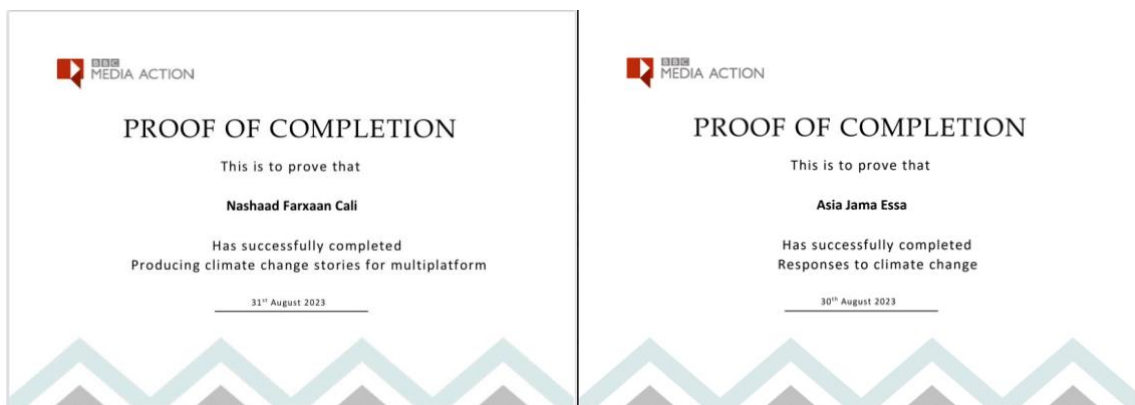 BBC
MEDIA ACTION
PROOF OF COMPLETION
This is to prove that
Nashaad Farxaan Cali
Has successfully completed
Producing climate change stories for multiplatform
31st August 2023
BBC
MEDIA ACTION
PROOF OF COMPLETION
This is to prove that
Asia Jama Essa
Has successfully completed
Responses to climate change
30th August 2023